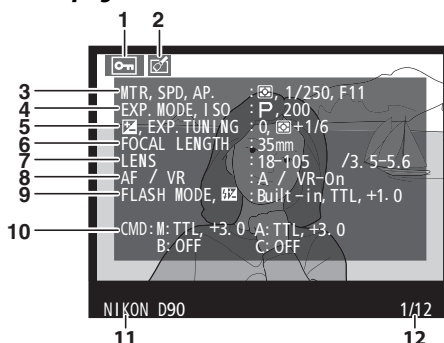 1 2
3 MTR, SPD, AP. : , 1/250, F11
4 EXP. MODE, ISO : P, 200
5 , EXP. TUNING : 0, +1/6
6 FOCAL LENGTH : 35mm
7 LENS : 18-105 /3.5-5.6
8 AF / VR : A / VR-On
9 FLASH MODE, : Built-in, TTL, +1.0
10 CMD: M: TTL, +3.0 A: TTL, +3.0
B: OFF C: OFF
NIKON D90 1/12
11 12